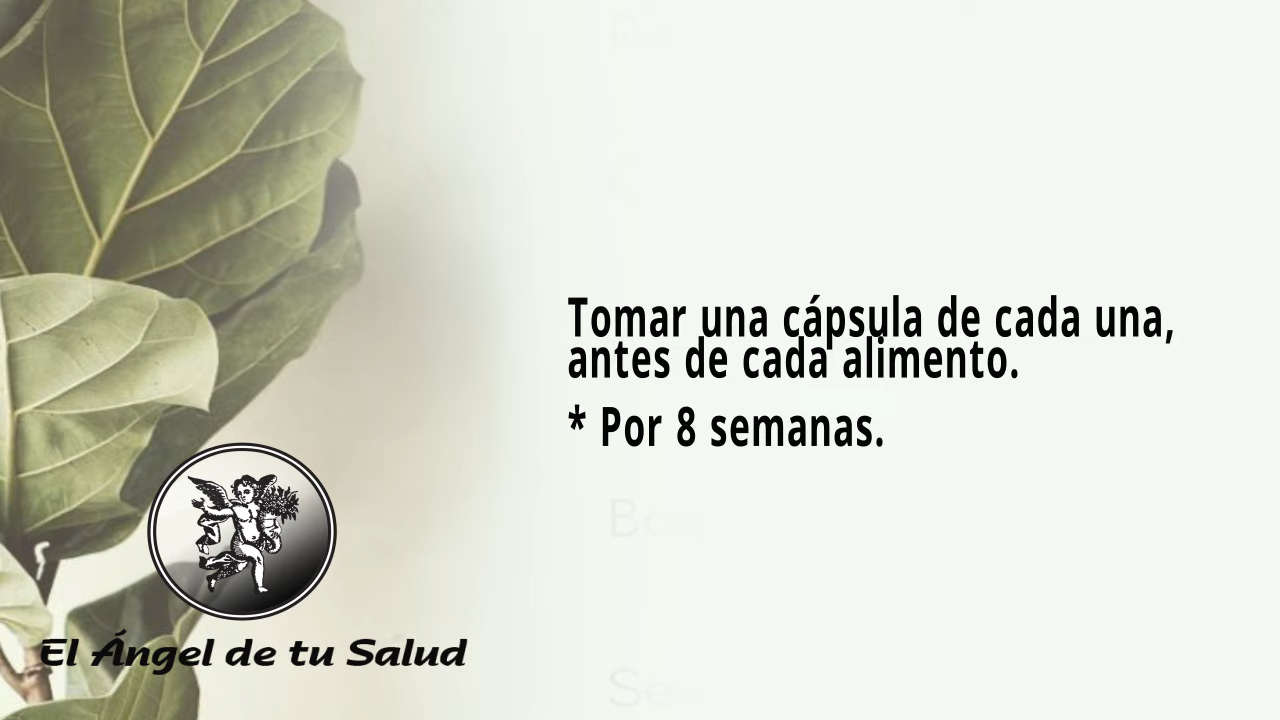 Tomar una cápsula de cada una,
antes de cada alimento.
* Por 8 semanas.
El Ángel de tu Salud